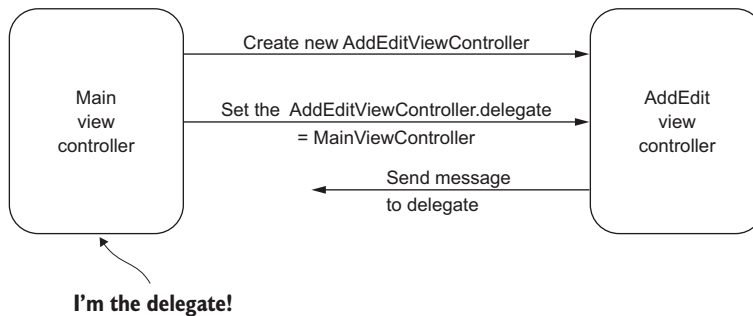 Create new AddEditViewController
Main
view
controller
Set the AddEditViewController.delegate
= MainViewController
AddEdit
view
controller
Send message
to delegate
I'm the delegate!